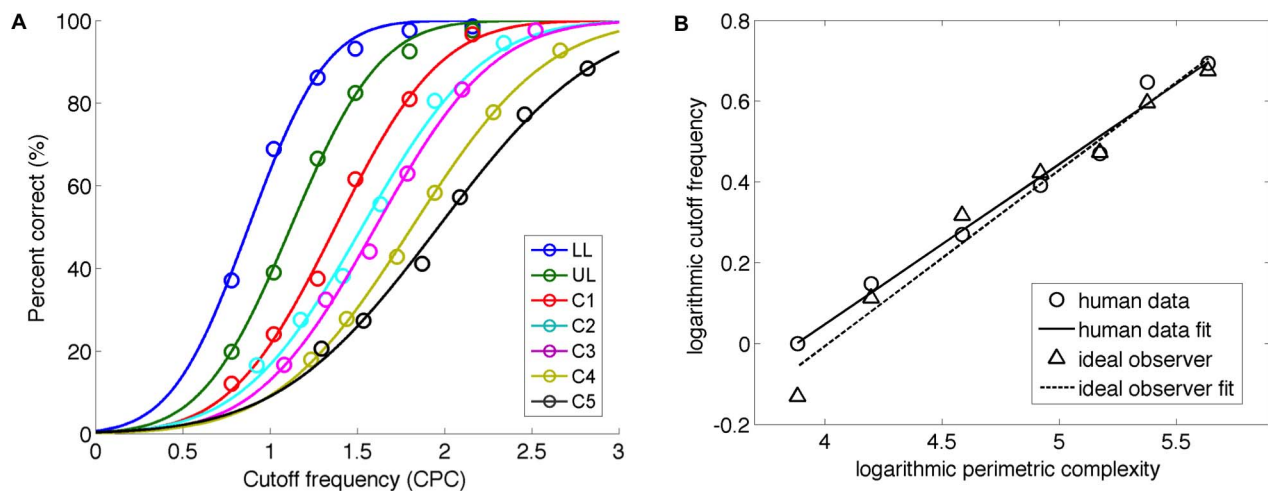 A
Percent correct (%)
100
80
60
40
20
0
0 0.5 1 1.5 2 2.5 3
Cutoff frequency (CPC)
LL
UL
C1
C2
C3
C4
C5
B
logarithmic cutoff frequency
0.8
0.6
0.4
0.2
0
-0.2
4 4.5 5 5.5
logarithmic perimetric complexity
human data
human data fit
ideal observer
ideal observer fit